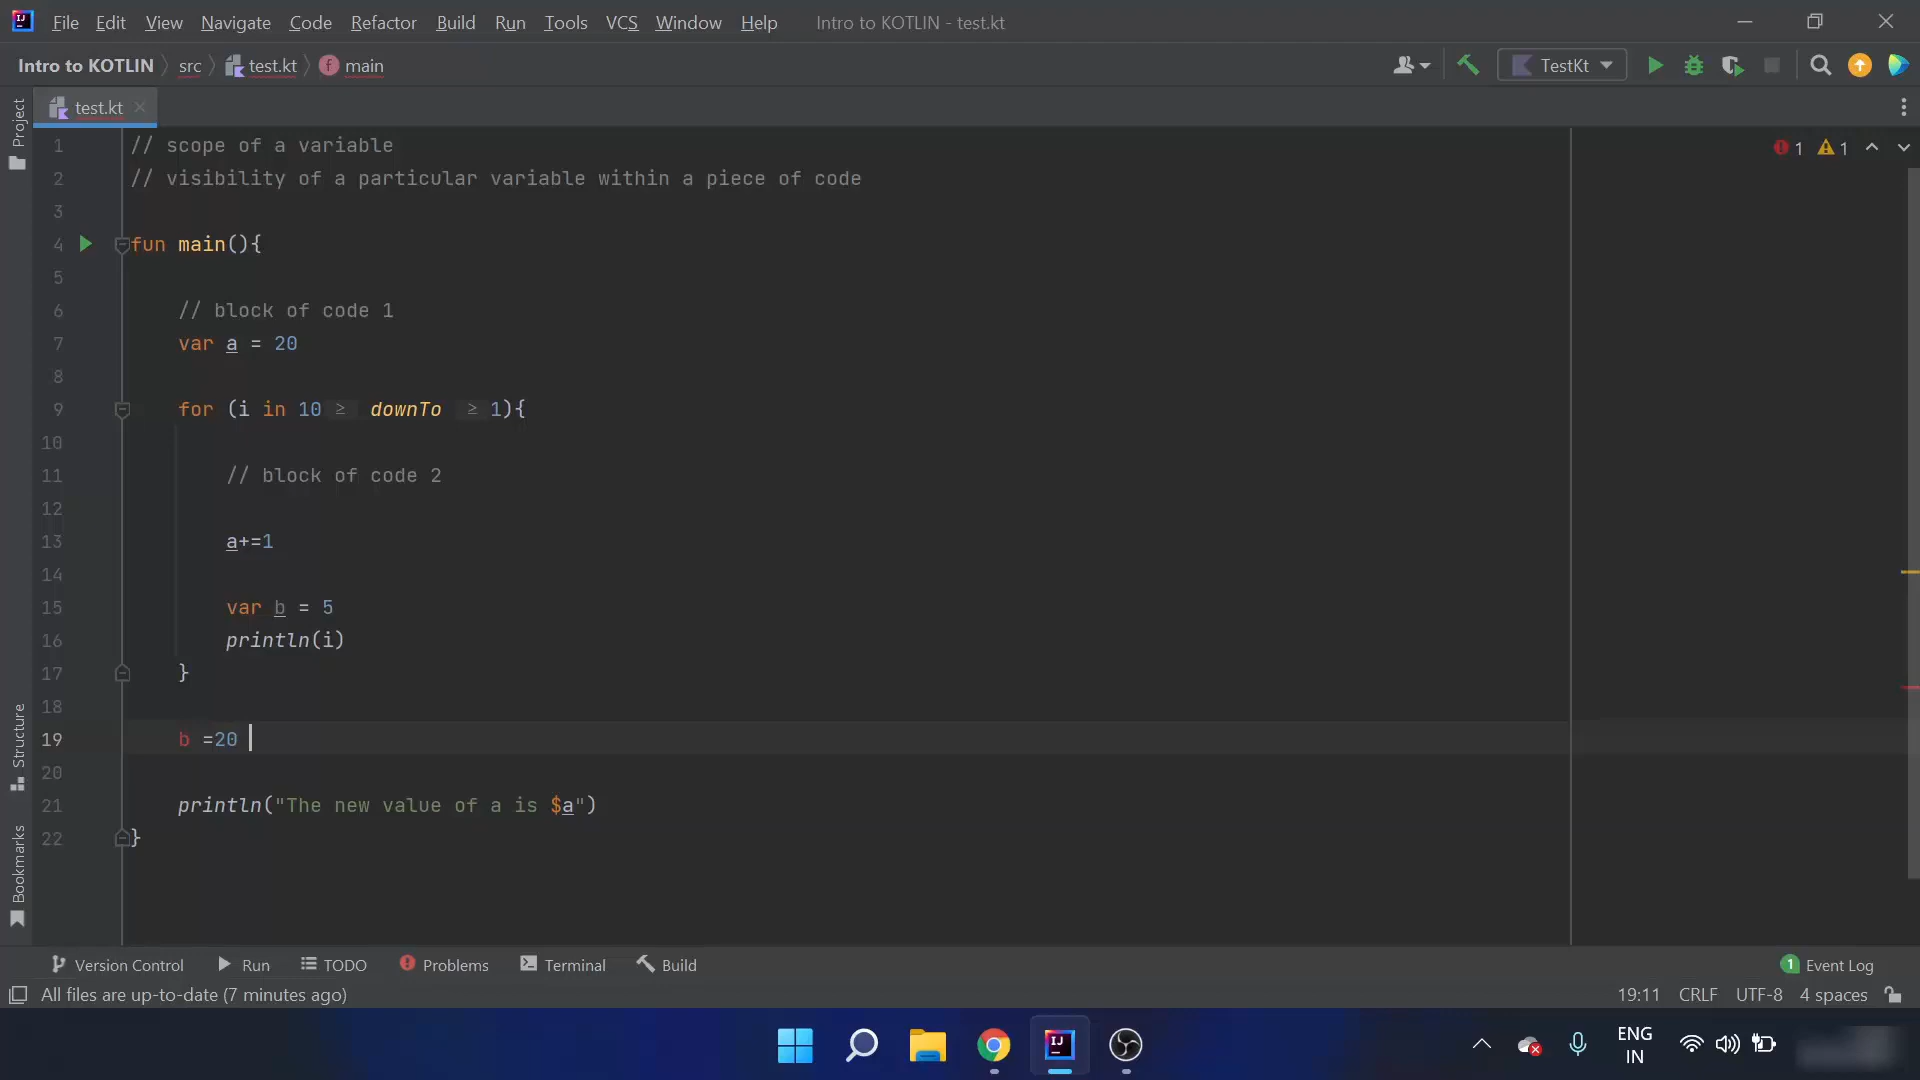 File Edit View Navigate Code Refactor Build Run Tools VCS Window Help Intro to KOTLIN - test.kt
Intro to KOTLIN src test.kt f main TestKt
Project test.kt
1 // scope of a variable
1 1
2 // visibility of a particular variable within a piece of code
3
4 fun main(){
5
6 // block of code 1
7 var a = 20
8
9 for (i in 10 ≥ downTo ≥ 1){
10
11 // block of code 2
12
13 a+=1
14
15 var b = 5
16 println(i)
17 }
18
19 b =20
20
21 println("The new value of a is $a")
22 }
Structure
Bookmarks
Version Control Run TODO Problems Terminal Build 1 Event Log
All files are up-to-date (7 minutes ago) 19:11 CRLF UTF-8 4 spaces
IJ
ENG
IN